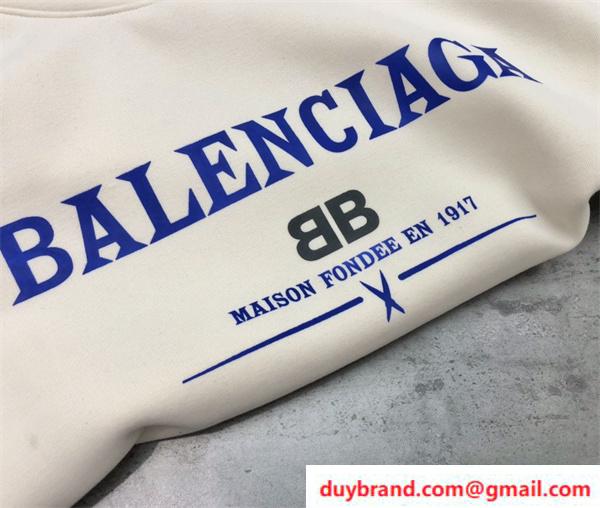 BALENCIAGA
BB
MAISON FONDEE EN 1917
X
duybrand.com@gmail.com